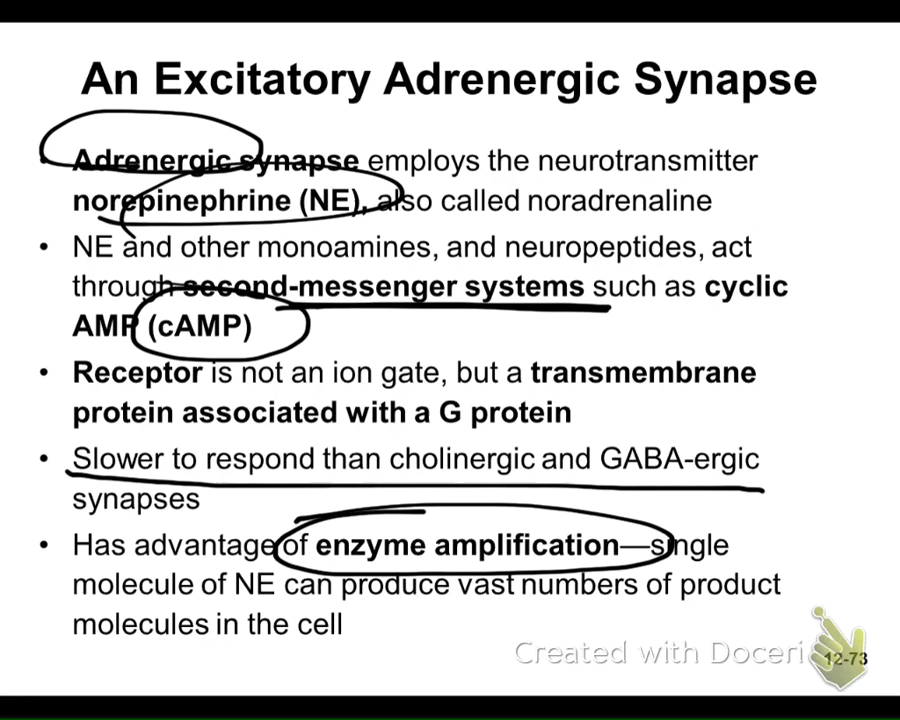 An Excitatory Adrenergic Synapse
• Adrenergic synapse employs the neurotransmitter
norepinephrine (NE), also called noradrenaline
• NE and other monoamines, and neuropeptides, act
through second-messenger systems such as cyclic
AMP (cAMP)
• Receptor is not an ion gate, but a transmembrane
protein associated with a G protein
• Slower to respond than cholinergic and GABA-ergic
synapses
• Has advantage of enzyme amplification—single
molecule of NE can produce vast numbers of product
molecules in the cell
Created with Doceri
12-73